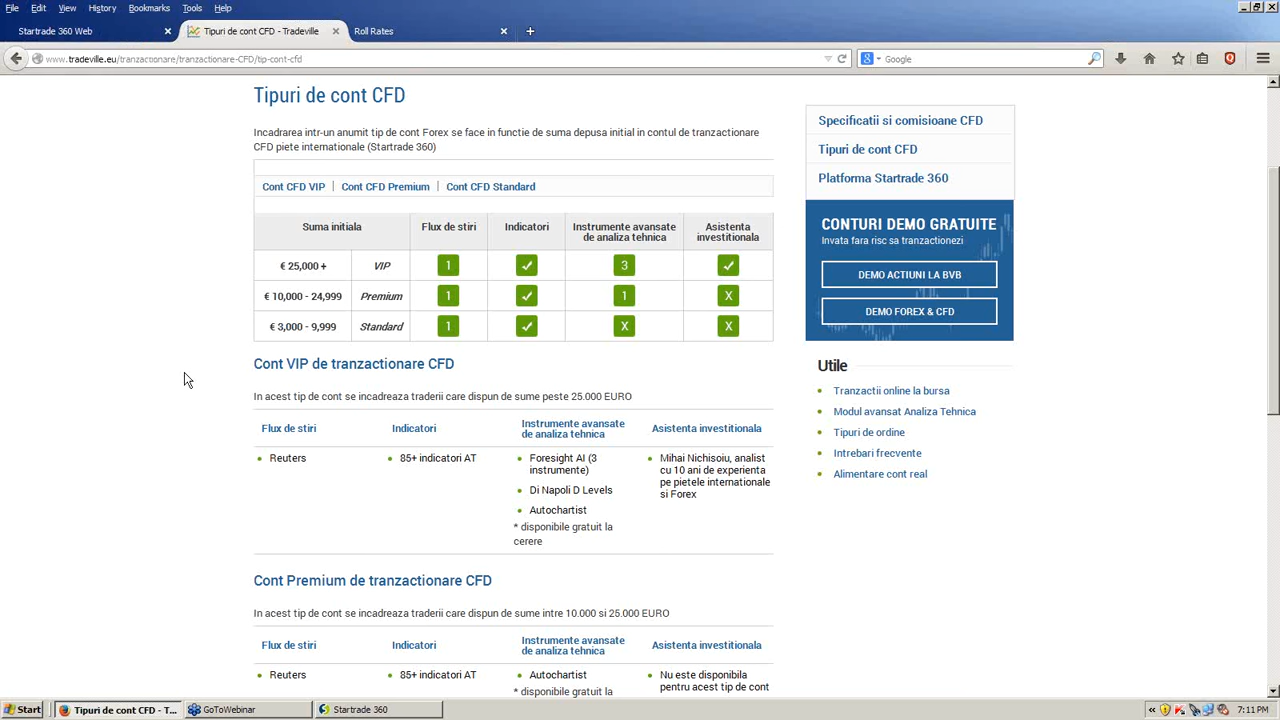 File Edit View History Bookmarks Tools Help
Startrade 360 Web × Tipuri de cont CFD - Tradeville × Roll Rates ×
www.tradeville.eu/tranzactionare/tranzactionare-CFD/tip-cont-cfd
Google
Tipuri de cont CFD
Incadrarea intr-un anumit tip de cont Forex se face in functie de suma depusa initial in contul de tranzactionare
CFD piete internationale (Startrade 360)
Cont CFD VIP | Cont CFD Premium | Cont CFD Standard
Suma initiala Flux de stiri Indicatori Instrumente avansate de analiza tehnica Asistenta investitionala
€ 25,000 + VIP 1 ✓ 3 ✓
€ 10,000 - 24,999 Premium 1 ✓ 1 X
€ 3,000 - 9,999 Standard 1 ✓ X X
Cont VIP de tranzactionare CFD
In acest tip de cont se incadreaza traderii care dispun de sume peste 25.000 EURO
Flux de stiri Indicatori Instrumente avansate de analiza tehnica Asistenta investitionala
Reuters
85+ indicatori AT
Foresight AI (3
instrumente)
Di Napoli D Levels
Autochartist
* disponibile gratuit la
cerere
Mihai Nichisoiu, analist
cu 10 ani de experienta
pe pietele internationale
si Forex
Cont Premium de tranzactionare CFD
In acest tip de cont se incadreaza traderii care dispun de sume intre 10.000 si 25.000 EURO
Flux de stiri Indicatori Instrumente avansate de analiza tehnica Asistenta investitionala
Reuters
85+ indicatori AT
Autochartist
* disponibile gratuit la
Nu este disponibila
pentru acest tip de cont
Specificatii si comisioane CFD
Tipuri de cont CFD
Platforma Startrade 360
CONTURI DEMO GRATUITE
Invata fara risc sa tranzactionezi
DEMO ACTIUNI LA BVB
DEMO FOREX & CFD
Utile
Tranzactii online la bursa
Modul avansat Analiza Tehnica
Tipuri de ordine
Intrebari frecvente
Alimentare cont real
Start Tipuri de cont CFD - T... GoToWebinar Startrade 360 « 7:11 PM